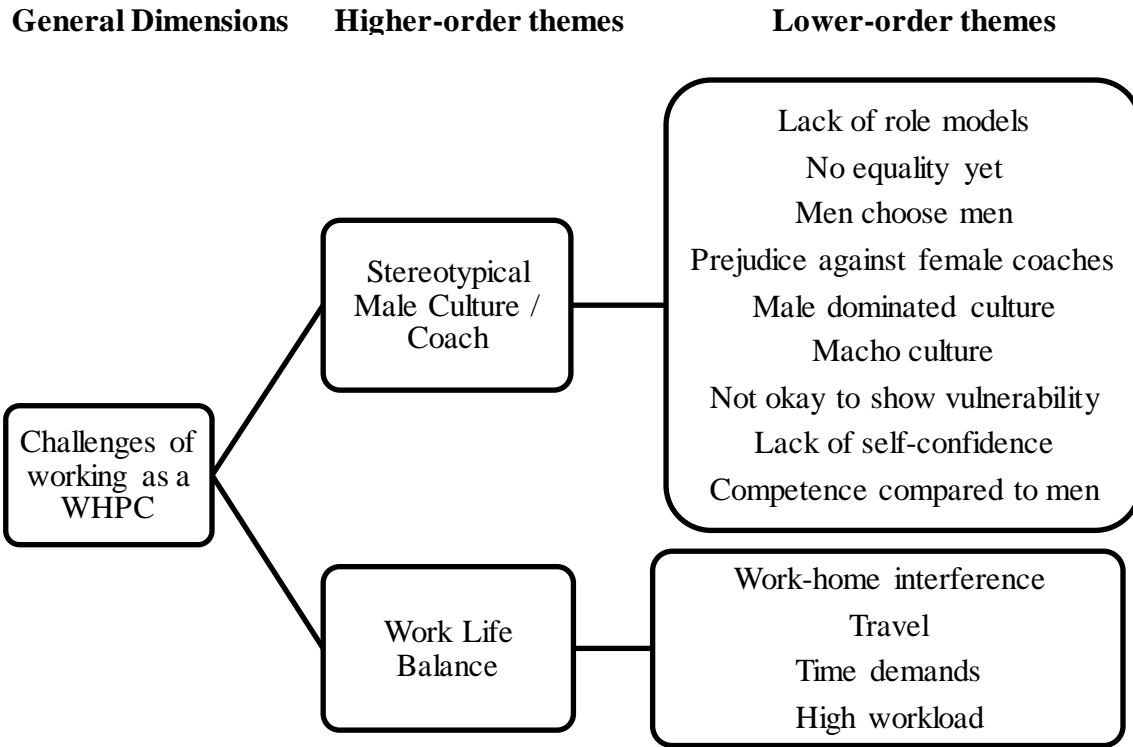 General Dimensions
Higher-order themes
Lower-order themes
Challenges of
working as a
WHPC
Stereotypical
Male Culture /
Coach
Lack of role models
No equality yet
Men choose men
Prejudice against female coaches
Male dominated culture
Macho culture
Not okay to show vulnerability
Lack of self-confidence
Competence compared to men
Work Life
Balance
Work-home interference
Travel
Time demands
High workload